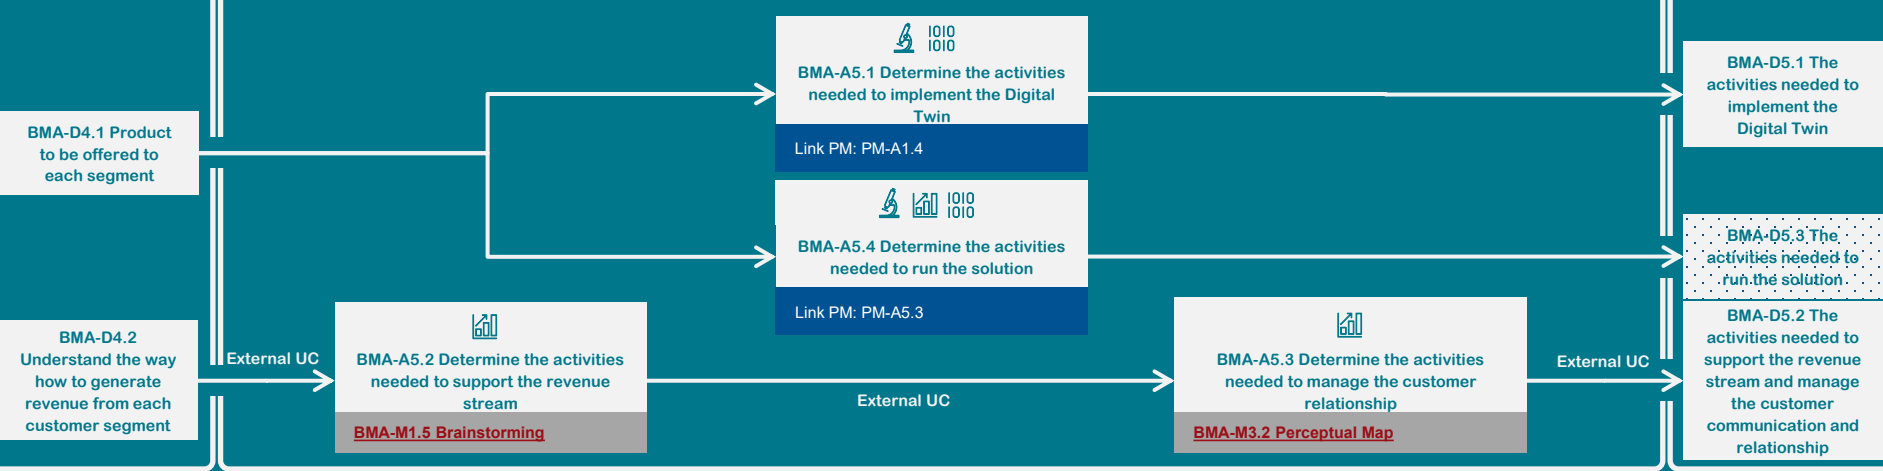 BMA-D4.1 Product
to be offered to
each segment
BMA-D4.2
Understand the way
how to generate
revenue from each
customer segment
External UC
IOIO
IOIO
BMA-A5.1 Determine the activities
needed to implement the Digital
Twin
Link PM: PM-A1.4
IOIO
IOIO
BMA-A5.4 Determine the activities
needed to run the solution
Link PM: PM-A5.3
BMA-A5.2 Determine the activities
needed to support the revenue
stream
BMA-M1.5 Brainstorming
External UC
BMA-A5.3 Determine the activities
needed to manage the customer
relationship
BMA-M3.2 Perceptual Map
External UC
BMA-D5.1 The
activities needed to
implement the
Digital Twin
BMA-D5.3 The
activities needed to
run the solution
BMA-D5.2 The
activities needed to
support the revenue
stream and manage
the customer
communication and
relationship